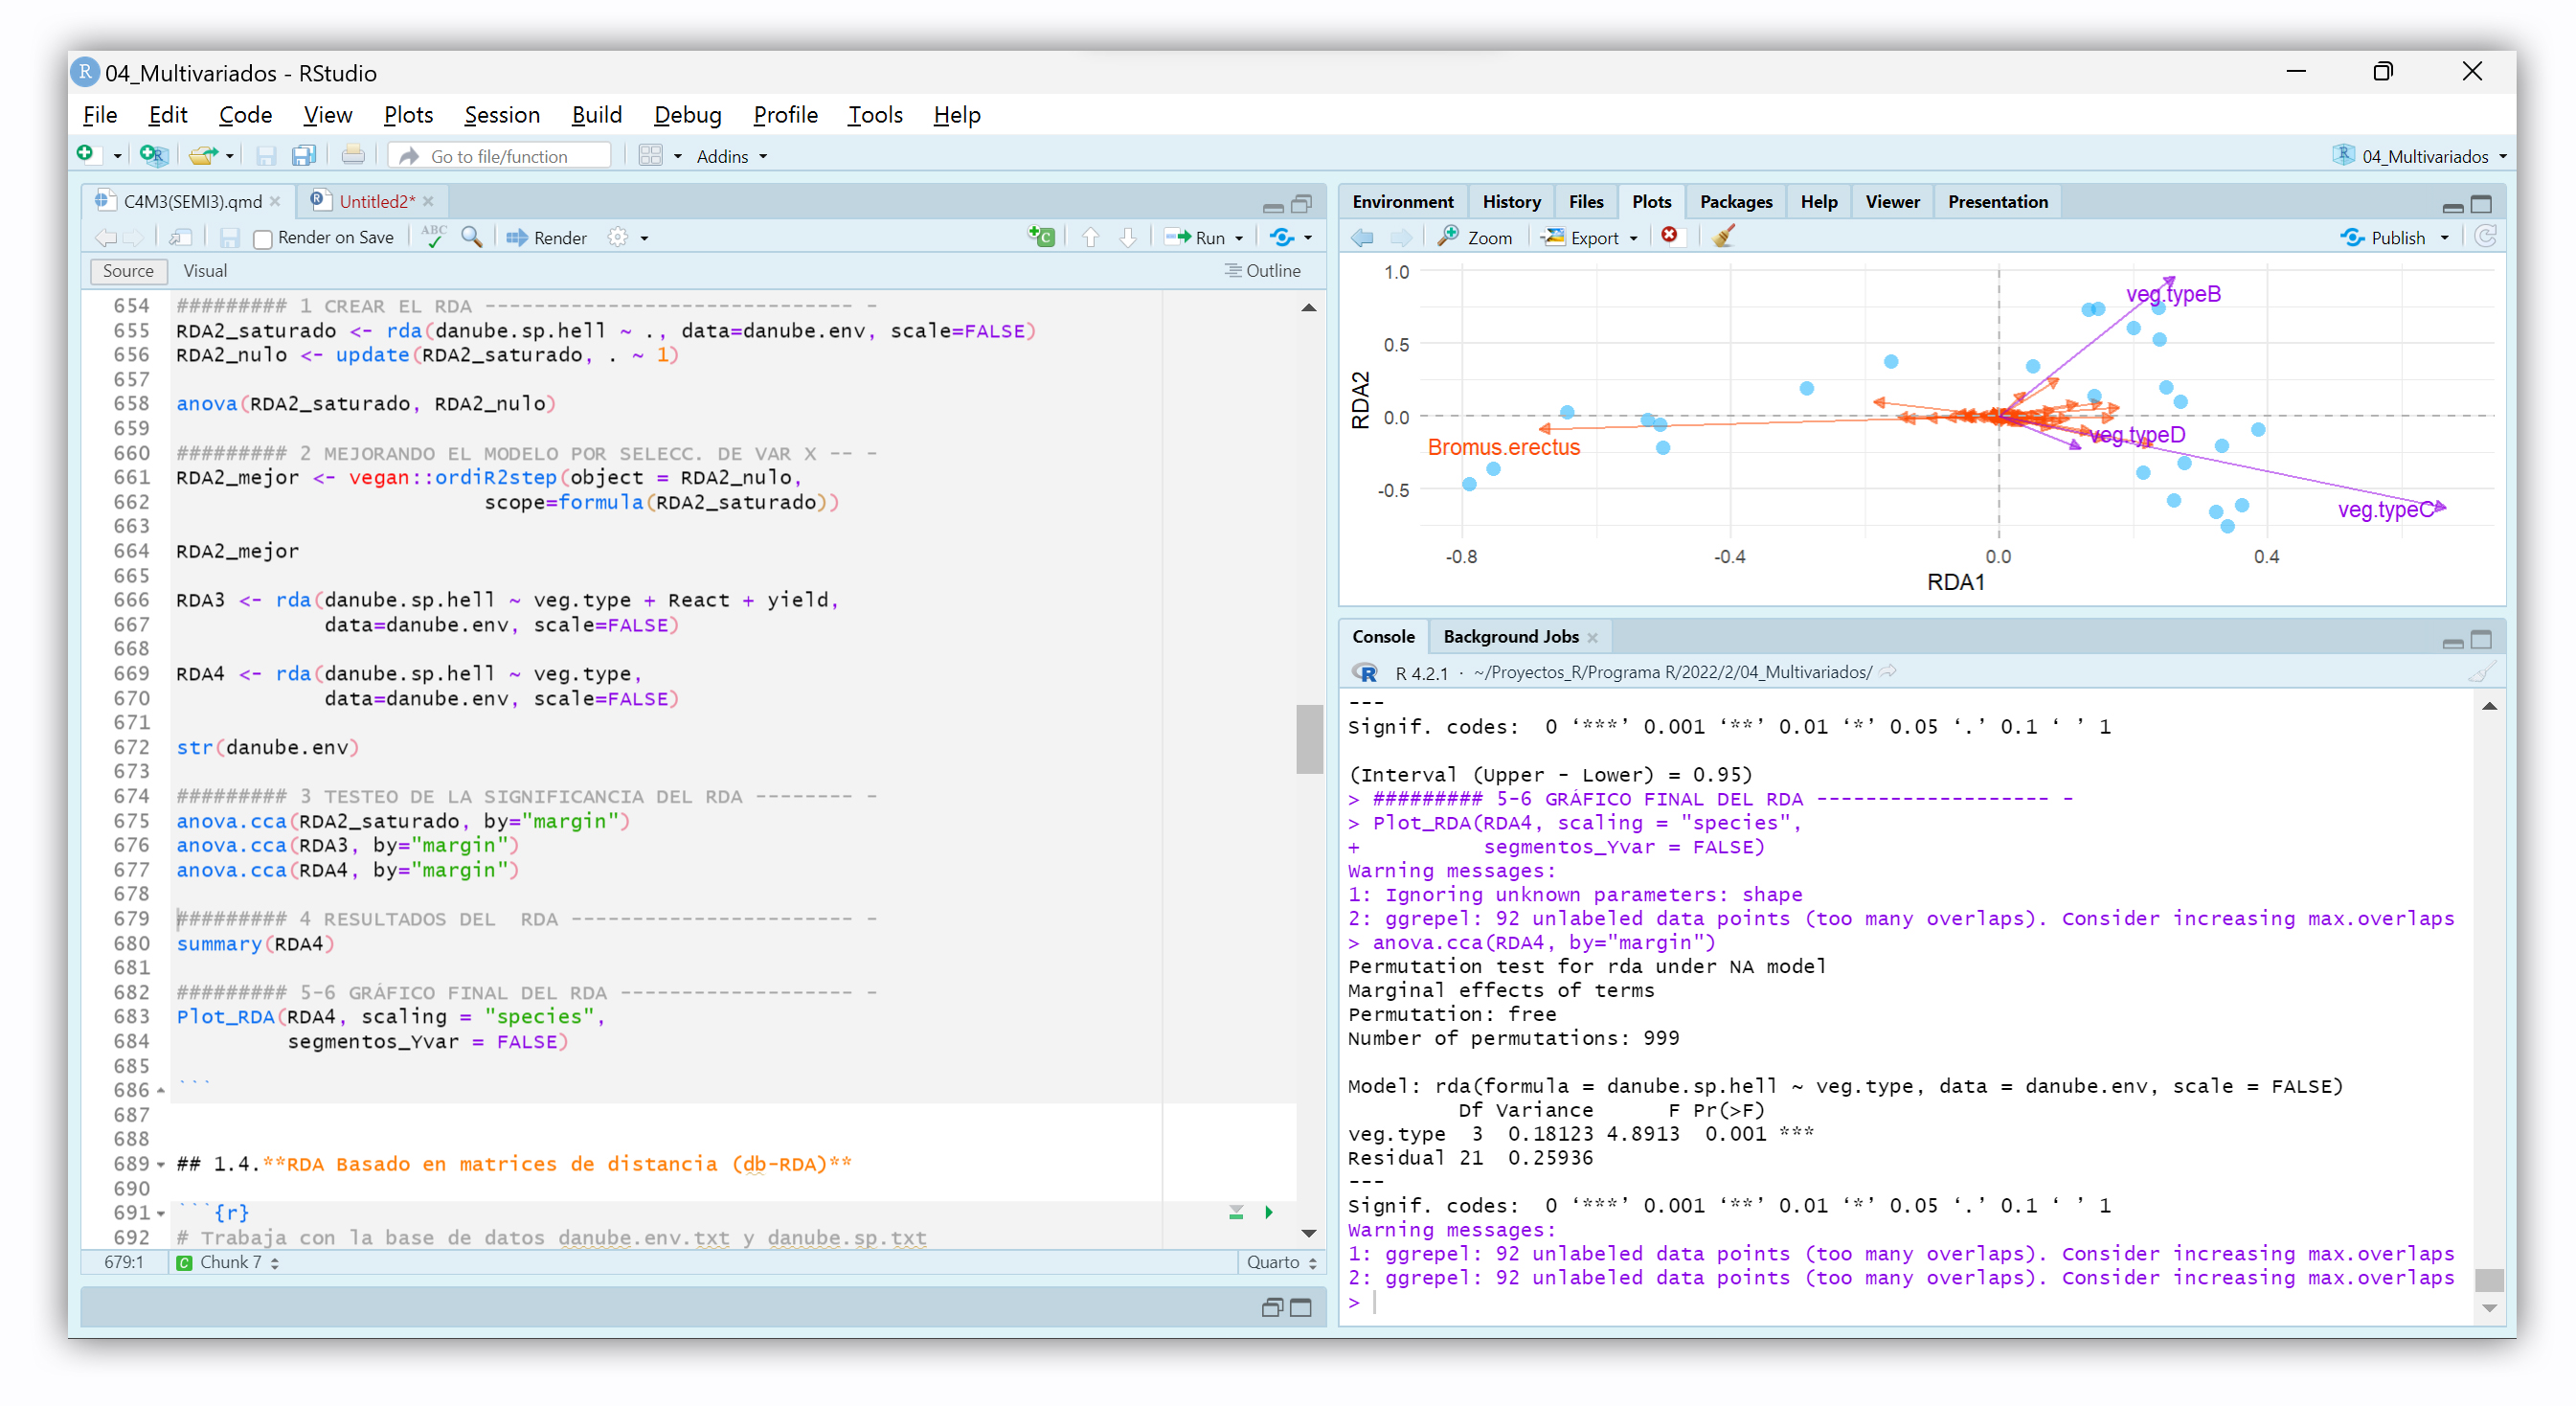 04_Multivariados - RStudio
File Edit Code View Plots Session Build Debug Profile Tools Help
Go to file/function Addins 04_Multivariados
C4M3(SEMI3).qmd Untitled2*
Render on Save ABC Render Run
Source Visual Outline
654 ######### 1 CREAR EL RDA ------------------------------ -
655 RDA2_saturado <- rda(danube.sp.hell ~ ., data=danube.env, scale=FALSE)
656 RDA2_nulo <- update(RDA2_saturado, . ~ 1)
657
658 anova(RDA2_saturado, RDA2_nulo)
659
660 ######### 2 MEJORANDO EL MODELO POR SELECC. DE VAR X -- -
661 RDA2_mejor <- vegan::ordiR2step(object = RDA2_nulo,
662 scope=formula(RDA2_saturado))
663
664 RDA2_mejor
665
666 RDA3 <- rda(danube.sp.hell ~ veg.type + React + yield,
667 data=danube.env, scale=FALSE)
668
669 RDA4 <- rda(danube.sp.hell ~ veg.type,
670 data=danube.env, scale=FALSE)
671
672 str(danube.env)
673
674 ######### 3 TESTEO DE LA SIGNIFICANCIA DEL RDA -------- -
675 anova.cca(RDA2_saturado, by="margin")
676 anova.cca(RDA3, by="margin")
677 anova.cca(RDA4, by="margin")
678
679 ######### 4 RESULTADOS DEL  RDA ----------------------- -
680 summary(RDA4)
681
682 ######### 5-6 GRÁFICO FINAL DEL RDA ------------------- -
683 Plot_RDA(RDA4, scaling = "species",
684 segmentos_Yvar = FALSE)
685
686 ```
687
688
689 ## 1.4.**RDA Basado en matrices de distancia (db-RDA)**
690
691 ```{r}
692 # Trabaja con la base de datos danube.env.txt y danube.sp.txt
679:1 C Chunk 7 Quarto
Environment History Files Plots Packages Help Viewer Presentation
Zoom Export Publish
1.0
0.5
0.0
-0.5
RDA2
veg.typeB
veg.typeD
Bromus.erectus
veg.typeC
-0.8 -0.4 0.0 0.4
RDA1
Console Background Jobs
R 4.2.1 · ~/Proyectos_R/Programa R/2022/2/04_Multivariados/
---
Signif. codes:  0 ‘***’ 0.001 ‘**’ 0.01 ‘*’ 0.05 ‘.’ 0.1 ‘ ’ 1
(Interval (Upper - Lower) = 0.95)
> ######### 5-6 GRÁFICO FINAL DEL RDA ------------------- -
> Plot_RDA(RDA4, scaling = "species",
+ segmentos_Yvar = FALSE)
Warning messages:
1: Ignoring unknown parameters: shape
2: ggrepel: 92 unlabeled data points (too many overlaps). Consider increasing max.overlaps
> anova.cca(RDA4, by="margin")
Permutation test for rda under NA model
Marginal effects of terms
Permutation: free
Number of permutations: 999
Model: rda(formula = danube.sp.hell ~ veg.type, data = danube.env, scale = FALSE)
Df Variance F Pr(>F)
veg.type 3 0.18123 4.8913 0.001 ***
Residual 21 0.25936
---
Signif. codes:  0 ‘***’ 0.001 ‘**’ 0.01 ‘*’ 0.05 ‘.’ 0.1 ‘ ’ 1
Warning messages:
1: ggrepel: 92 unlabeled data points (too many overlaps). Consider increasing max.overlaps
2: ggrepel: 92 unlabeled data points (too many overlaps). Consider increasing max.overlaps
>